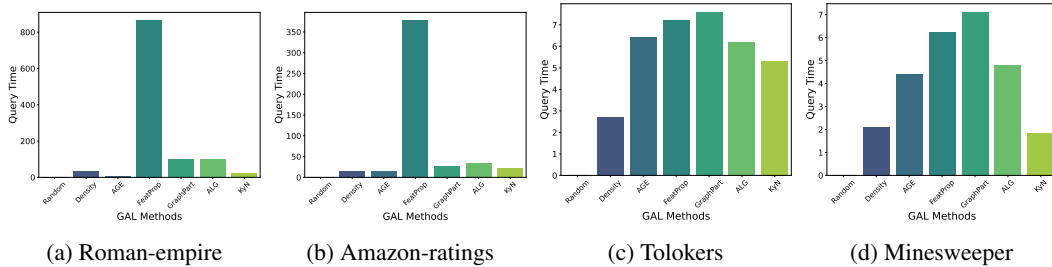 800
600
400
200
0
Query Time
Random
Density
AGE
FeatProp
GraphPart
ALG
KyN
GAL Methods
(a) Roman-empire
350
300
250
200
150
100
50
0
Query Time
Random
Density
AGE
FeatProp
GraphPart
ALG
KyN
GAL Methods
(b) Amazon-ratings
7
6
5
4
3
2
1
0
Query Time
Random
Density
AGE
FeatProp
GraphPart
ALG
KyN
GAL Methods
(c) Tolokers
7
6
5
4
3
2
1
0
Query Time
Random
Density
AGE
FeatProp
GraphPart
ALG
KyN
GAL Methods
(d) Minesweeper